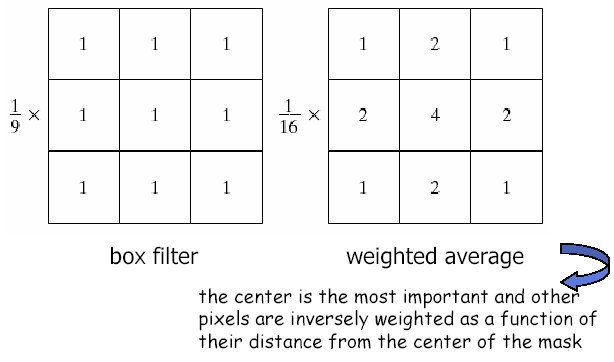 1 1 1 1 2 1
1/9 × 1 1 1 1/16 × 2 4 2
1 1 1 1 2 1
box filter weighted average
the center is the most important and other
pixels are inversely weighted as a function of
their distance from the center of the mask